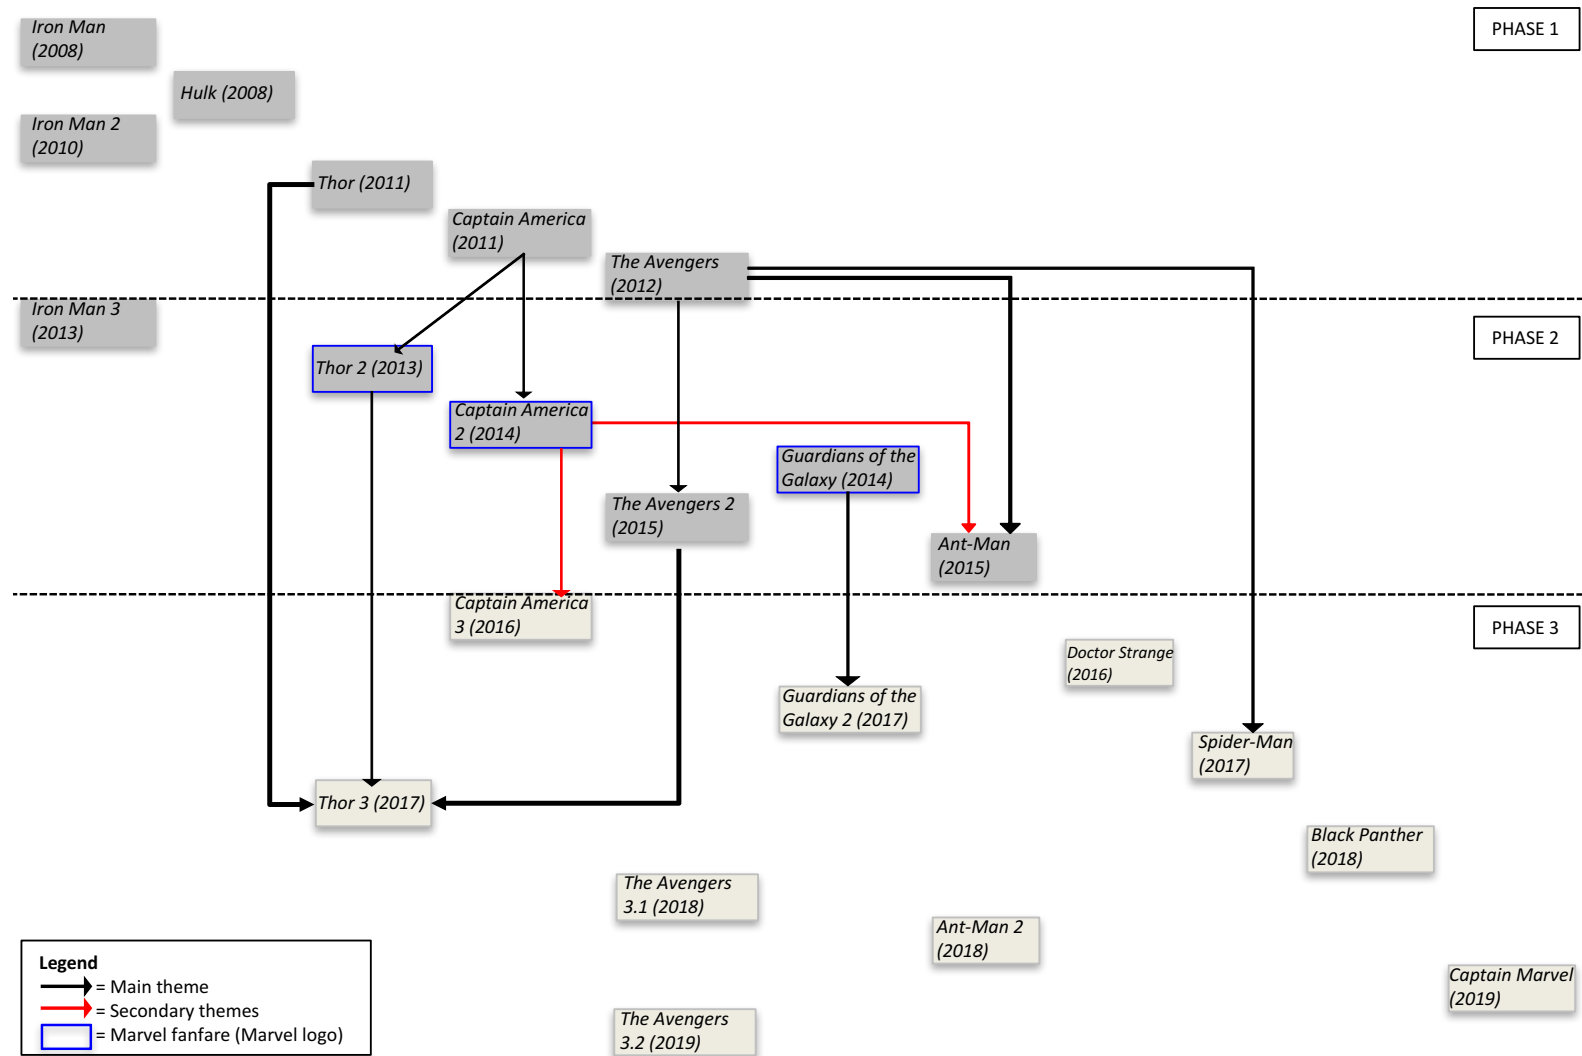 Iron Man
(2008)
PHASE 1
Hulk (2008)
Iron Man 2
(2010)
Thor (2011)
Captain America
(2011)
The Avengers
(2012)
Iron Man 3
(2013)
PHASE 2
Thor 2 (2013)
Captain America
2 (2014)
Guardians of the
Galaxy (2014)
The Avengers 2
(2015)
Ant-Man
(2015)
Captain America
3 (2016)
PHASE 3
Doctor Strange
(2016)
Guardians of the
Galaxy 2 (2017)
Spider-Man
(2017)
Thor 3 (2017)
Black Panther
(2018)
The Avengers
3.1 (2018)
Ant-Man 2
(2018)
Captain Marvel
(2019)
The Avengers
3.2 (2019)
Legend
= Main theme
= Secondary themes
= Marvel fanfare (Marvel logo)